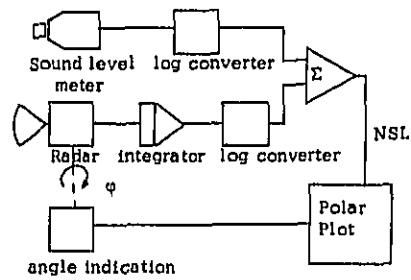 Sound level
meter
log converter
Σ
NSL
Radar
integrator
log converter
φ
Polar
Plot
angle indication